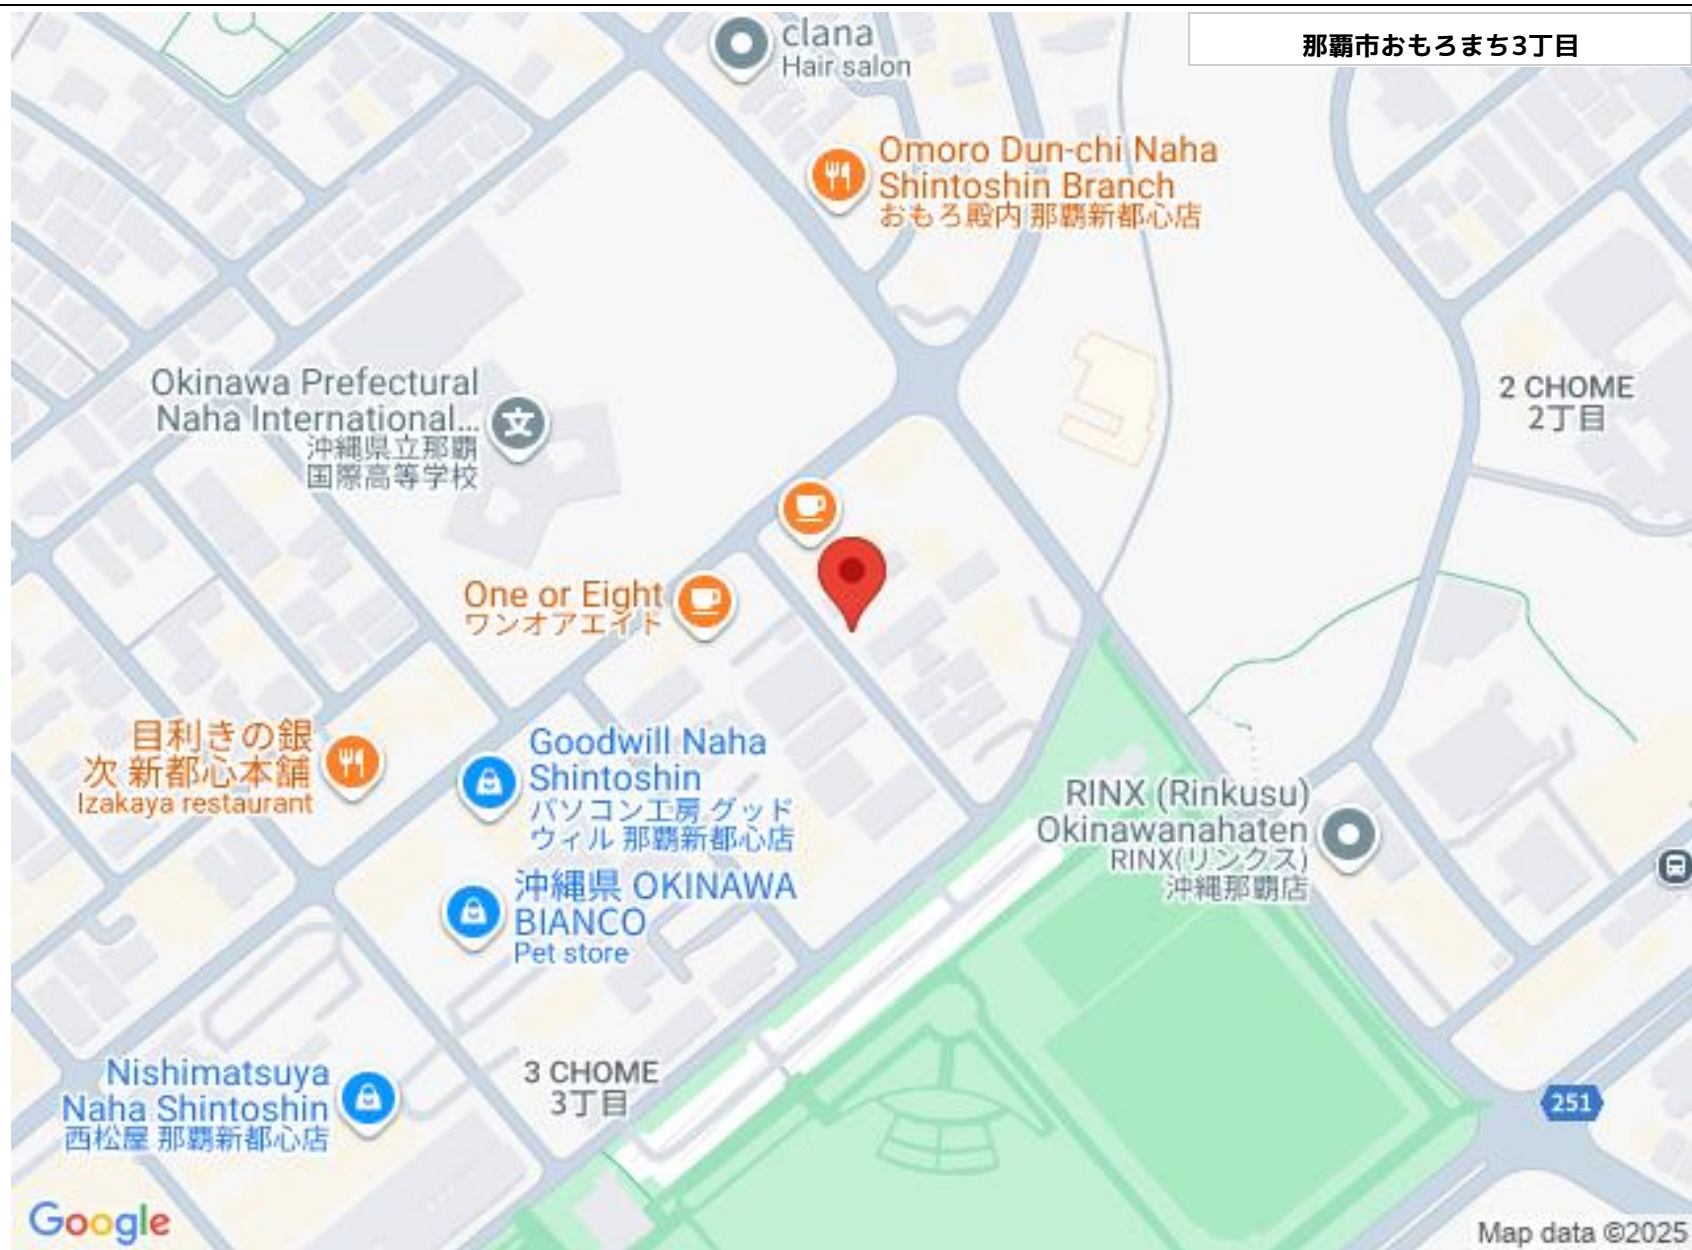 clana
Hair salon
那覇市おもろまち3丁目
Omoro Dun-chi Naha
Shintoshin Branch
おもろ殿内 那覇新都心店
Okinawa Prefectural
Naha International...
沖縄県立那覇
国際高等学校
文
2 CHOME
2丁目
One or Eight
ワンオアエイト
目利きの銀
次 新都心本舗
Izakaya restaurant
Goodwill Naha
Shintoshin
パソコン工房 グッド
ウィル 那覇新都心店
RINX (Rinkusu)
Okinawanahaten
RINX(リンクス)
沖縄那覇店
沖縄県 OKINAWA
BIANCO
Pet store
Nishimatsuya
Naha Shintoshin
西松屋 那覇新都心店
3 CHOME
3丁目
251
Google
Map data ©2025